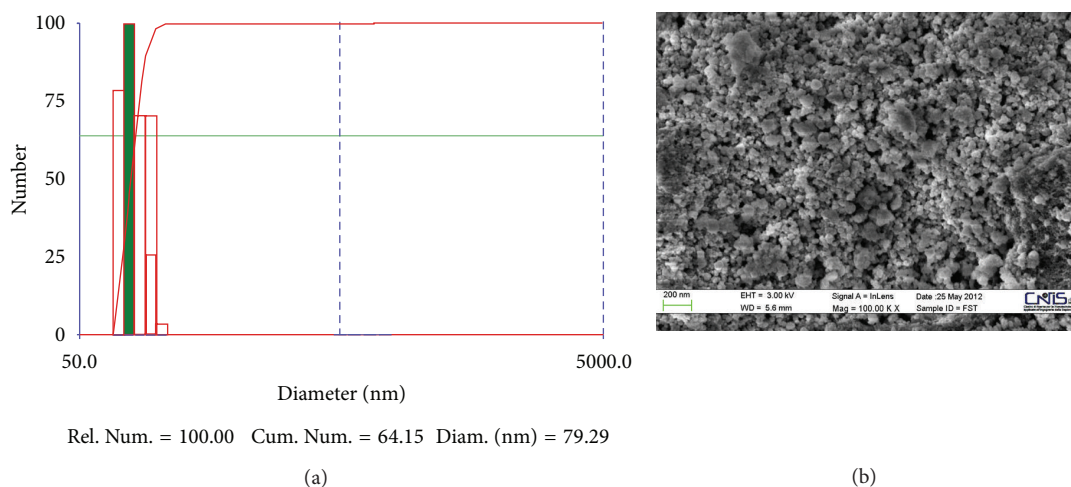 100
75
50
25
0
Number
50.0
5000.0
Diameter (nm)
Rel. Num. = 100.00 Cum. Num. = 64.15 Diam. (nm) = 79.29
(a)
200 nm
EHT = 3.00 kV
WD = 5.6 mm
Signal A = InLens
Mag = 100.00 K X
Date :25 May 2012
Sample ID = FST
CNIS
(b)